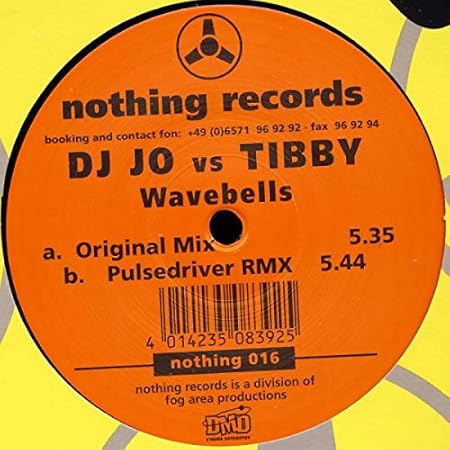 nothing records
booking and contact fon: +49 (0)6571 96 92 92 · fax 96 92 94
DJ JO vs TIBBY
Wavebells
a. Original Mix 5.35
b. Pulsedriver RMX 5.44
4 014235 083925
nothing 016
nothing records is a division of
fog area productions
DMD